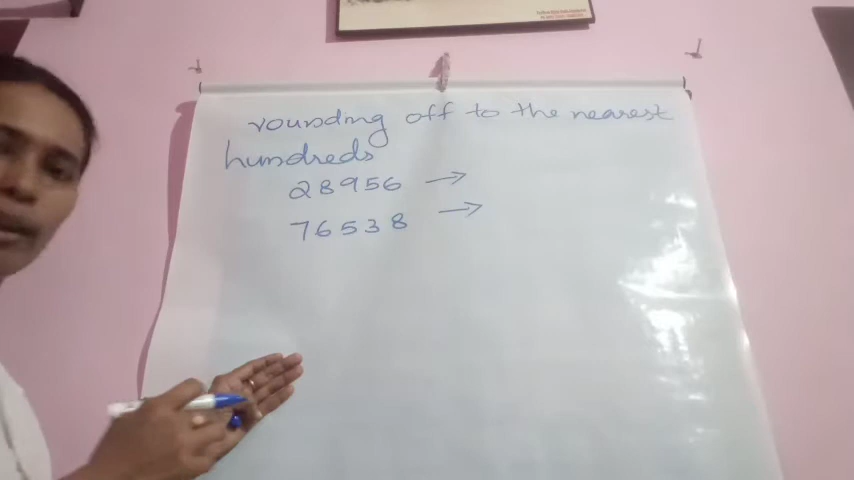 rounding off to the nearest
hundreds
28956 →
76538 →